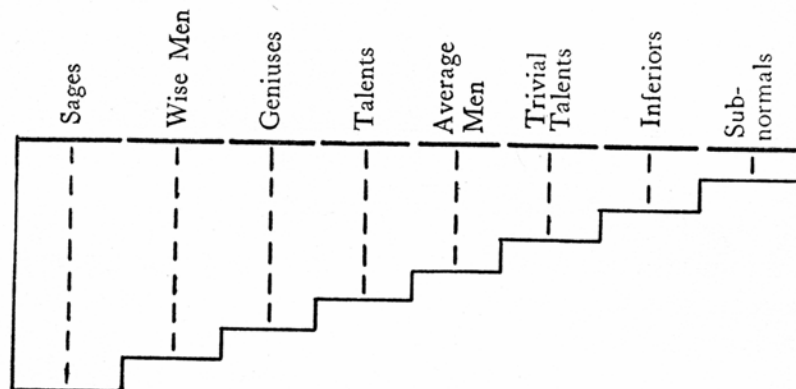 Sages
Wise Men
Geniuses
Talents
Average
Men
Trivial
Talents
Inferiors
Sub-
normals